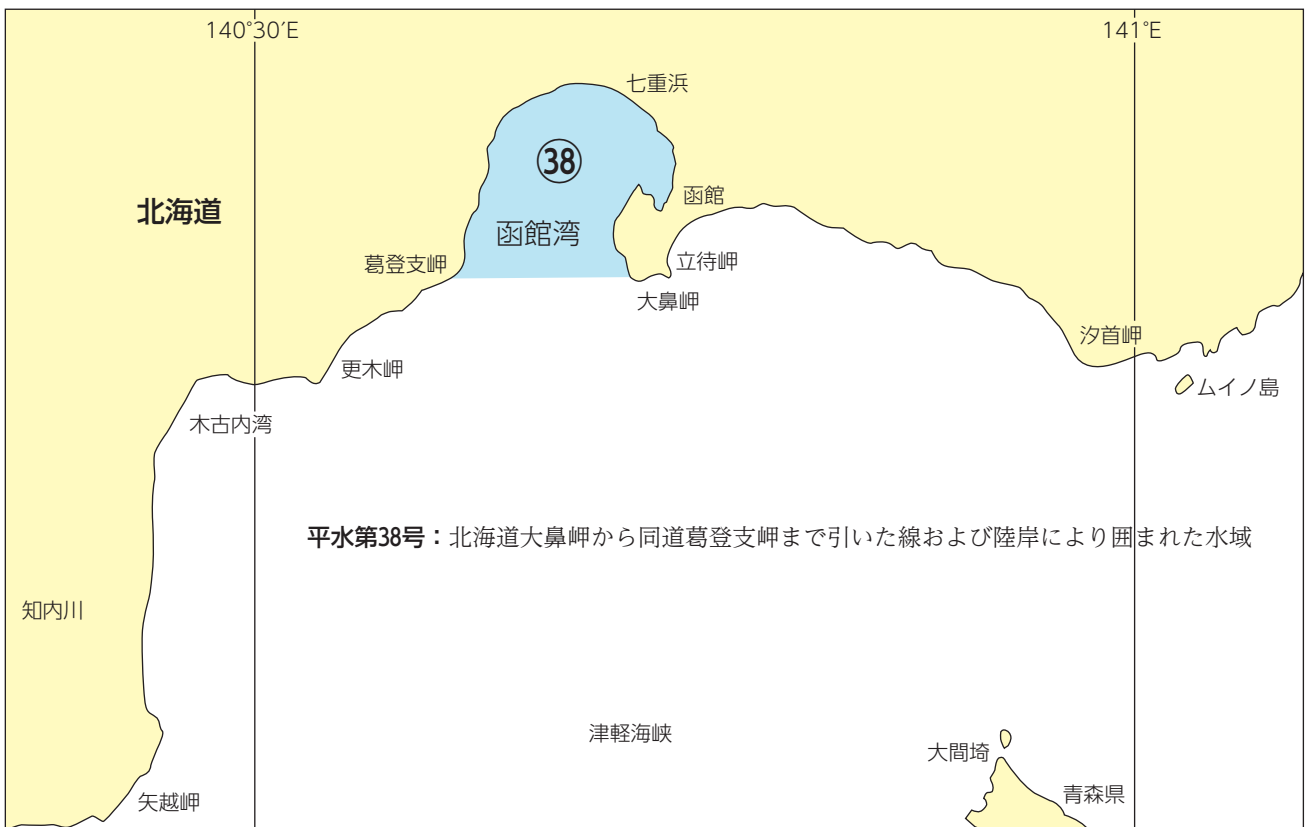 140°30′E
141°E
七重浜
㊳
北海道
函館
函館湾
葛登支岬
立待岬
大鼻岬
汐首岬
更木岬
ムイノ島
木古内湾
平水第38号：北海道大鼻岬から同道葛登支岬まで引いた線および陸岸により囲まれた水域
知内川
津軽海峡
大間埼
青森県
矢越岬